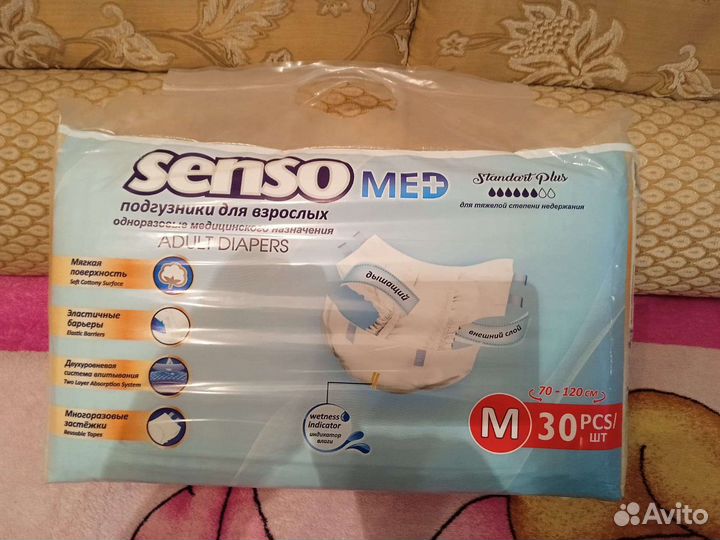 senso MED
Standart Plus
для тяжелой степени недержания
подгузники для взрослых
одноразовые медицинского назначения
ADULT DIAPERS
Мягкая
поверхность
Soft Cottony Surface
Эластичные
барьеры
Elastic Barriers
Двухуровневая
система впитывания
Two Layer Absorption System
Многоразовые
застёжки
Reusable Tapes
дышащий
внешний слой
wetness
indicator
индикатор
влаги
70 - 120 см
M 30 PCS/
шт
Avito